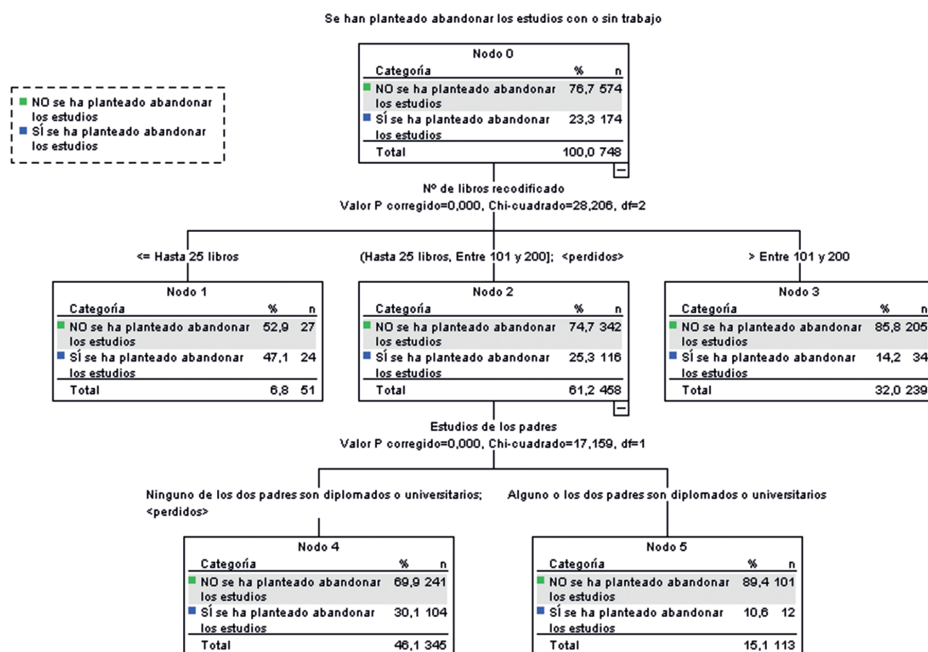 Se han planteado abandonar los estudios con o sin trabajo
NO se ha planteado abandonar
los estudios
SÍ se ha planteado abandonar
los estudios
Nodo 0
Categoría % n
NO se ha planteado abandonar 76,7 574
los estudios
SÍ se ha planteado abandonar 23,3 174
los estudios
Total 100,0 748
Nº de libros recodificado
Valor P corregido=0,000, Chi-cuadrado=28,206, df=2
<= Hasta 25 libros
(Hasta 25 libros, Entre 101 y 200]; <perdidos>
> Entre 101 y 200
Nodo 1
Categoría % n
NO se ha planteado abandonar 52,9 27
los estudios
SÍ se ha planteado abandonar 47,1 24
los estudios
Total 6,8 51
Nodo 2
Categoría % n
NO se ha planteado abandonar 74,7 342
los estudios
SÍ se ha planteado abandonar 25,3 116
los estudios
Total 61,2 458
Nodo 3
Categoría % n
NO se ha planteado abandonar 85,8 205
los estudios
SÍ se ha planteado abandonar 14,2 34
los estudios
Total 32,0 239
Estudios de los padres
Valor P corregido=0,000, Chi-cuadrado=17,159, df=1
Ninguno de los dos padres son diplomados o universitarios;
<perdidos>
Alguno o los dos padres son diplomados o universitarios
Nodo 4
Categoría % n
NO se ha planteado abandonar 69,9 241
los estudios
SÍ se ha planteado abandonar 30,1 104
los estudios
Total 46,1 345
Nodo 5
Categoría % n
NO se ha planteado abandonar 89,4 101
los estudios
SÍ se ha planteado abandonar 10,6 12
los estudios
Total 15,1 113